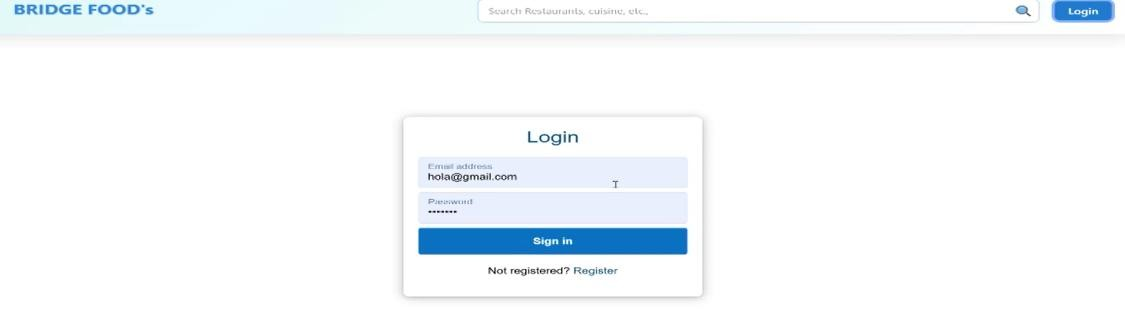 BRIDGE FOOD's
Search Restaurants, cuisine, etc.,
Login
Login
Email address
hola@gmail.com
Password
•••••••
Sign in
Not registered? Register